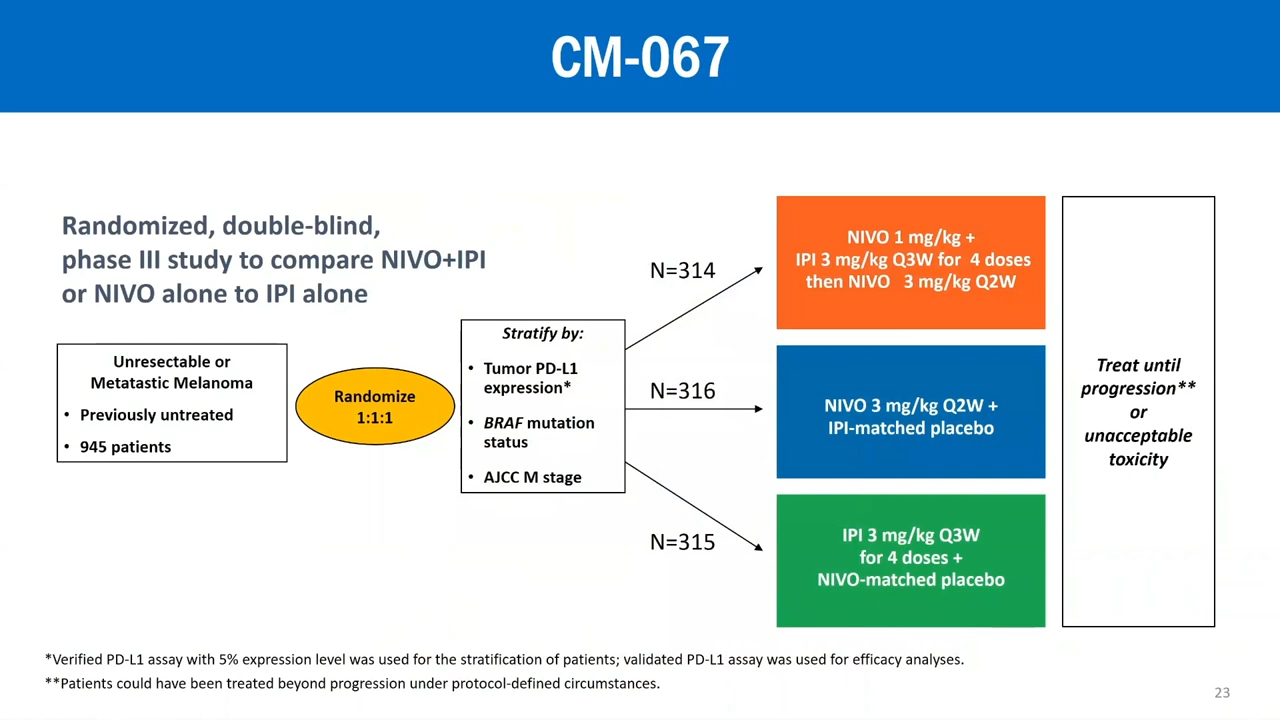 CM-067
Randomized, double-blind,
phase III study to compare NIVO+IPI
or NIVO alone to IPI alone
Unresectable or
Metatastic Melanoma
• Previously untreated
• 945 patients
Randomize
1:1:1
Stratify by:
• Tumor PD-L1
expression*
• BRAF mutation
status
• AJCC M stage
N=314
N=316
N=315
NIVO 1 mg/kg +
IPI 3 mg/kg Q3W for 4 doses
then NIVO 3 mg/kg Q2W
NIVO 3 mg/kg Q2W +
IPI-matched placebo
IPI 3 mg/kg Q3W
for 4 doses +
NIVO-matched placebo
Treat until
progression**
or
unacceptable
toxicity
*Verified PD-L1 assay with 5% expression level was used for the stratification of patients; validated PD-L1 assay was used for efficacy analyses.
**Patients could have been treated beyond progression under protocol-defined circumstances.
23